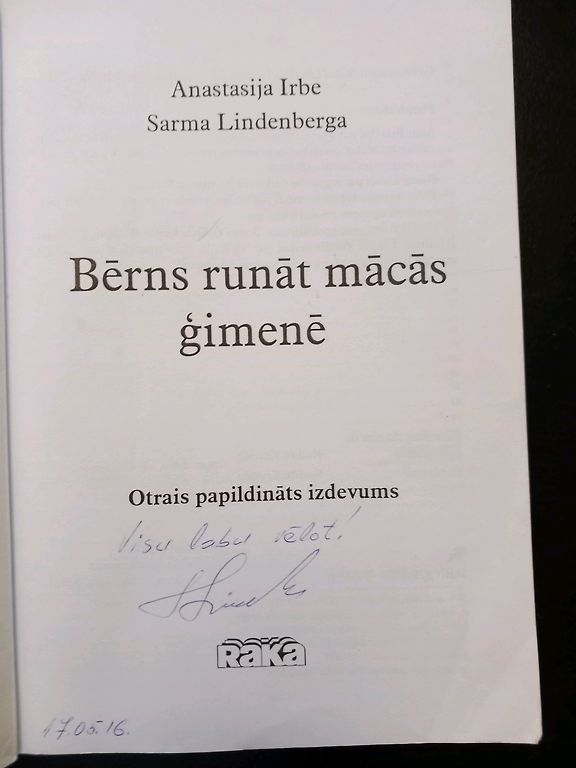 Anastasija Irbe
Sarma Lindenberga
Bērns runāt mācās
ģimenē
Otrais papildināts izdevums
Visu labu vēlot!
RaKa
17.05.16.